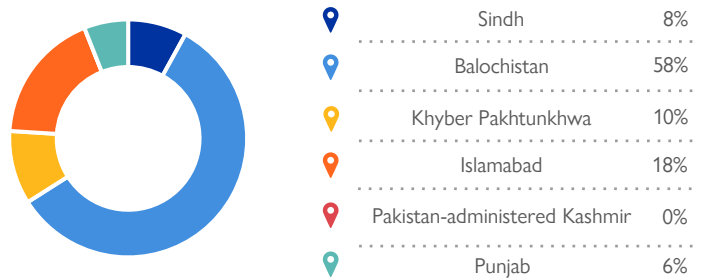 Sindh 8%
Balochistan 58%
Khyber Pakhtunkhwa 10%
Islamabad 18%
Pakistan-administered Kashmir 0%
Punjab 6%